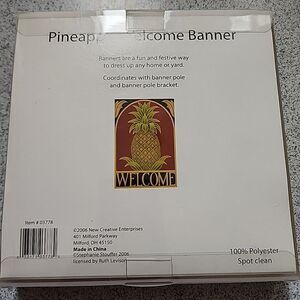 Pineapp elcome Banner
Banners are a fun and festive way
to dress up any home or yard.
Coordinates with banner pole
and banner pole bracket.
WELCOME
Item # 03778
©2006 New Creative Enterprises
401 Milford Parkway
Milford, OH 45150
Made in China
©Stephanie Stouffer 2006
licensed by Ruth Levison
100% Polyester
Spot clean